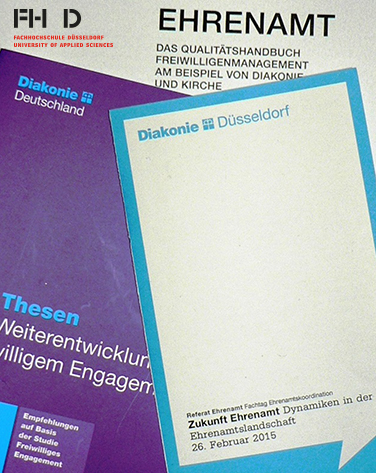 FH D
FACHHOCHSCHULE DÜSSELDORF
UNIVERSITY OF APPLIED SCIENCES
EHRENAMT
DAS QUALITÄTSHANDBUCH
FREIWILLIGENMANAGEMENT
AM BEISPIEL VON DIAKONIE
UND KIRCHE
Diakonie
Deutschland
Diakonie Düsseldorf
Thesen
Weiterentwicklun
willigem Engagem
Empfehlungen
auf Basis
der Studie
Freiwilliges
Engagement
Referat Ehrenamt Fachtag Ehrenamtskoordination
Zukunft Ehrenamt Dynamiken in der
Ehrenamtslandschaft
26. Februar 2015